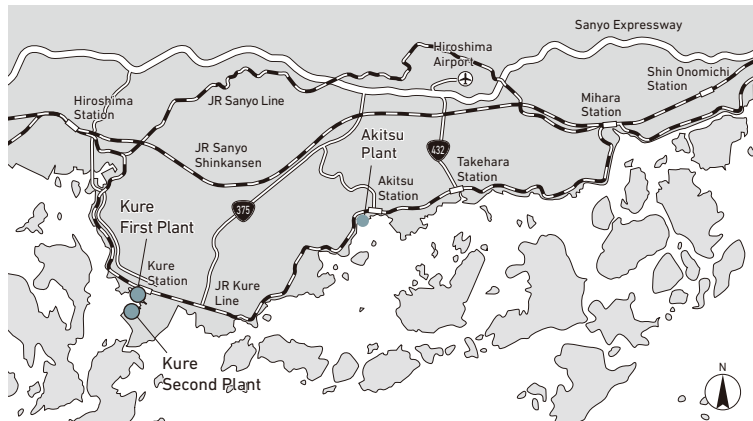 Sanyo Expressway
Hiroshima
Airport
Shin Onomichi
Station
Hiroshima
Station
JR Sanyo Line
Mihara
Station
JR Sanyo
Shinkansen
Akitsu
Plant
432
Takehara
Station
Akitsu
Station
Kure
First Plant
375
Kure
Station
JR Kure
Line
Kure
Second Plant
N